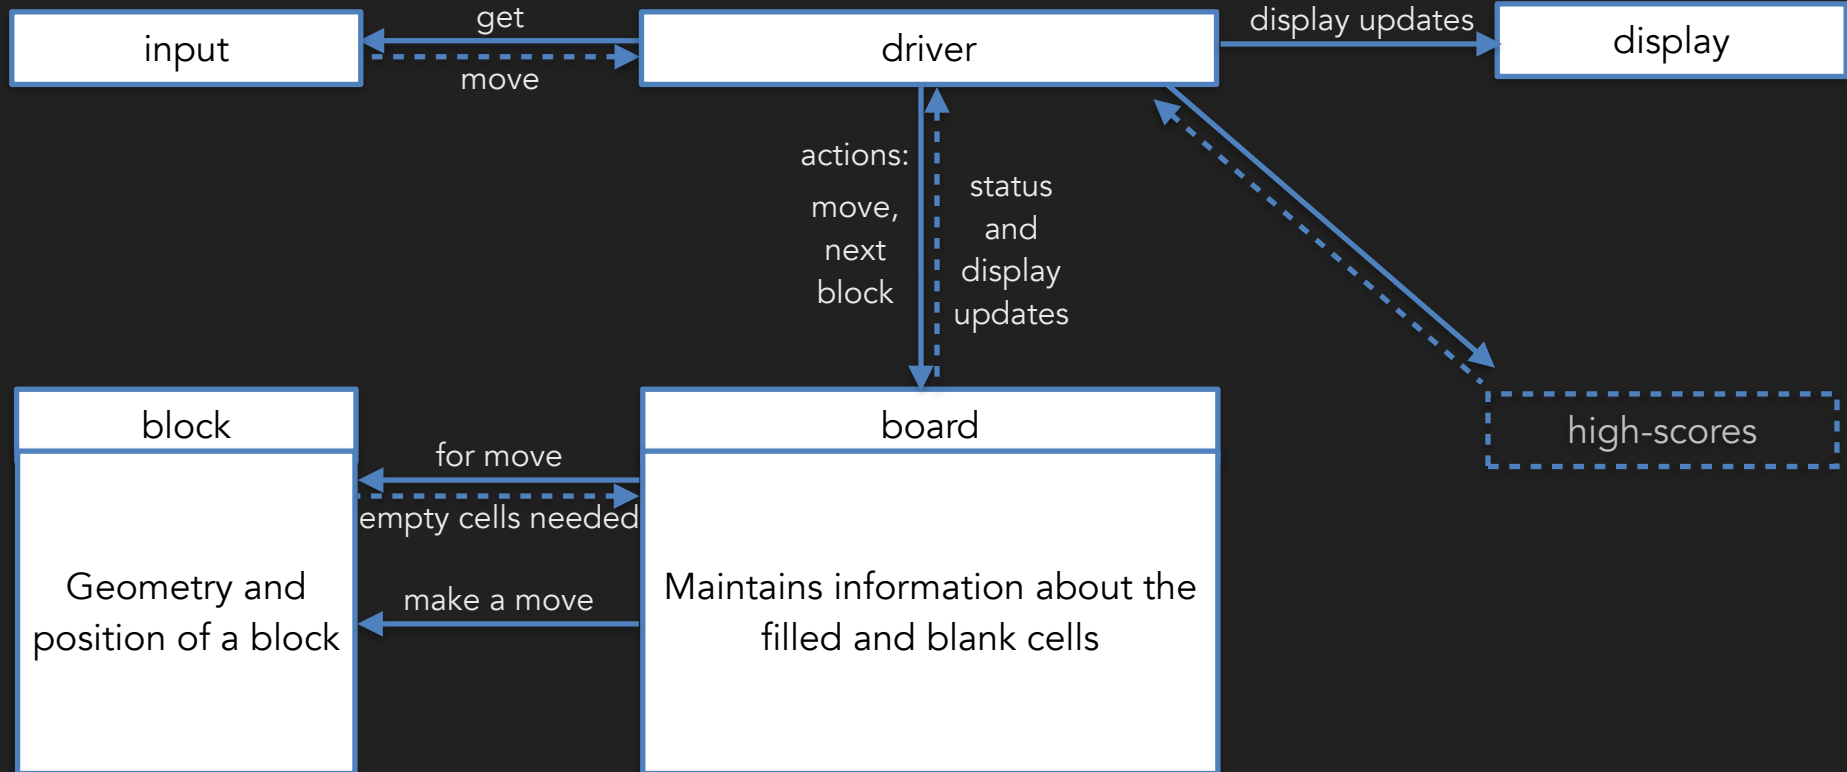 input
get
move
driver
display updates
display
actions:
move,
next
block
status
and
display
updates
high-scores
block
Geometry and
position of a block
for move
empty cells needed
make a move
board
Maintains information about the
filled and blank cells